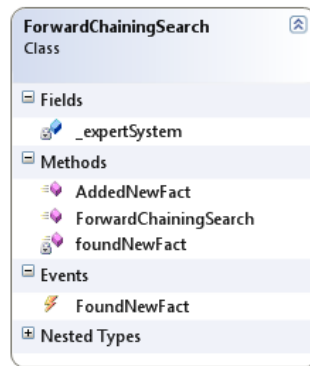 ForwardChainingSearch
Class
Fields
_expertSystem
Methods
AddedNewFact
ForwardChainingSearch
foundNewFact
Events
FoundNewFact
Nested Types